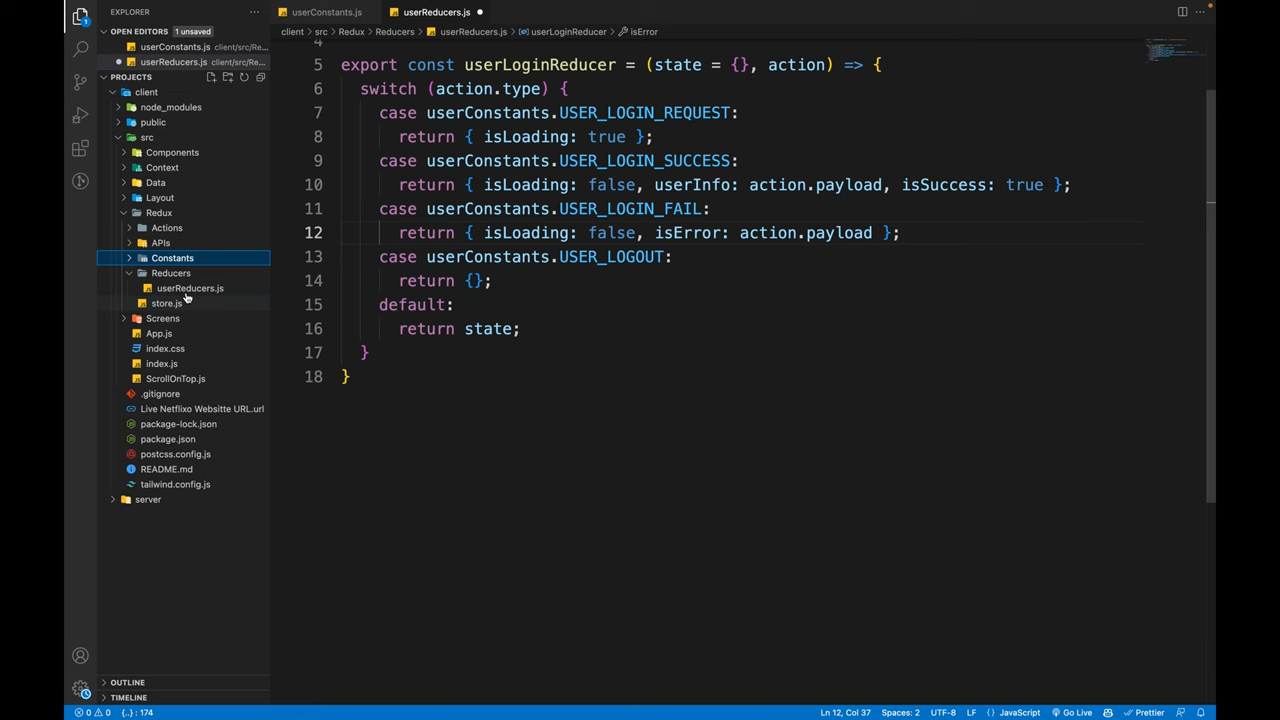 EXPLORER
OPEN EDITORS 1 unsaved
userConstants.js client/src/Re...
userReducers.js client/src/Re...
PROJECTS
client
node_modules
public
src
Components
Context
Data
Layout
Redux
Actions
APIs
Constants
Reducers
userReducers.js
store.js
Screens
App.js
index.css
index.js
ScrollOnTop.js
.gitignore
Live Netflixo Websitte URL.url
package-lock.json
package.json
postcss.config.js
README.md
tailwind.config.js
server
OUTLINE
TIMELINE
userConstants.js userReducers.js
client > src > Redux > Reducers > userReducers.js > userLoginReducer > isError
4
5 export const userLoginReducer = (state = {}, action) => {
6 switch (action.type) {
7 case userConstants.USER_LOGIN_REQUEST:
8 return { isLoading: true };
9 case userConstants.USER_LOGIN_SUCCESS:
10 return { isLoading: false, userInfo: action.payload, isSuccess: true };
11 case userConstants.USER_LOGIN_FAIL:
12 return { isLoading: false, isError: action.payload };
13 case userConstants.USER_LOGOUT:
14 return {};
15 default:
16 return state;
17 }
18 }
0 0 {..} : 174 Ln 12, Col 37 Spaces: 2 UTF-8 LF {} JavaScript Go Live Prettier